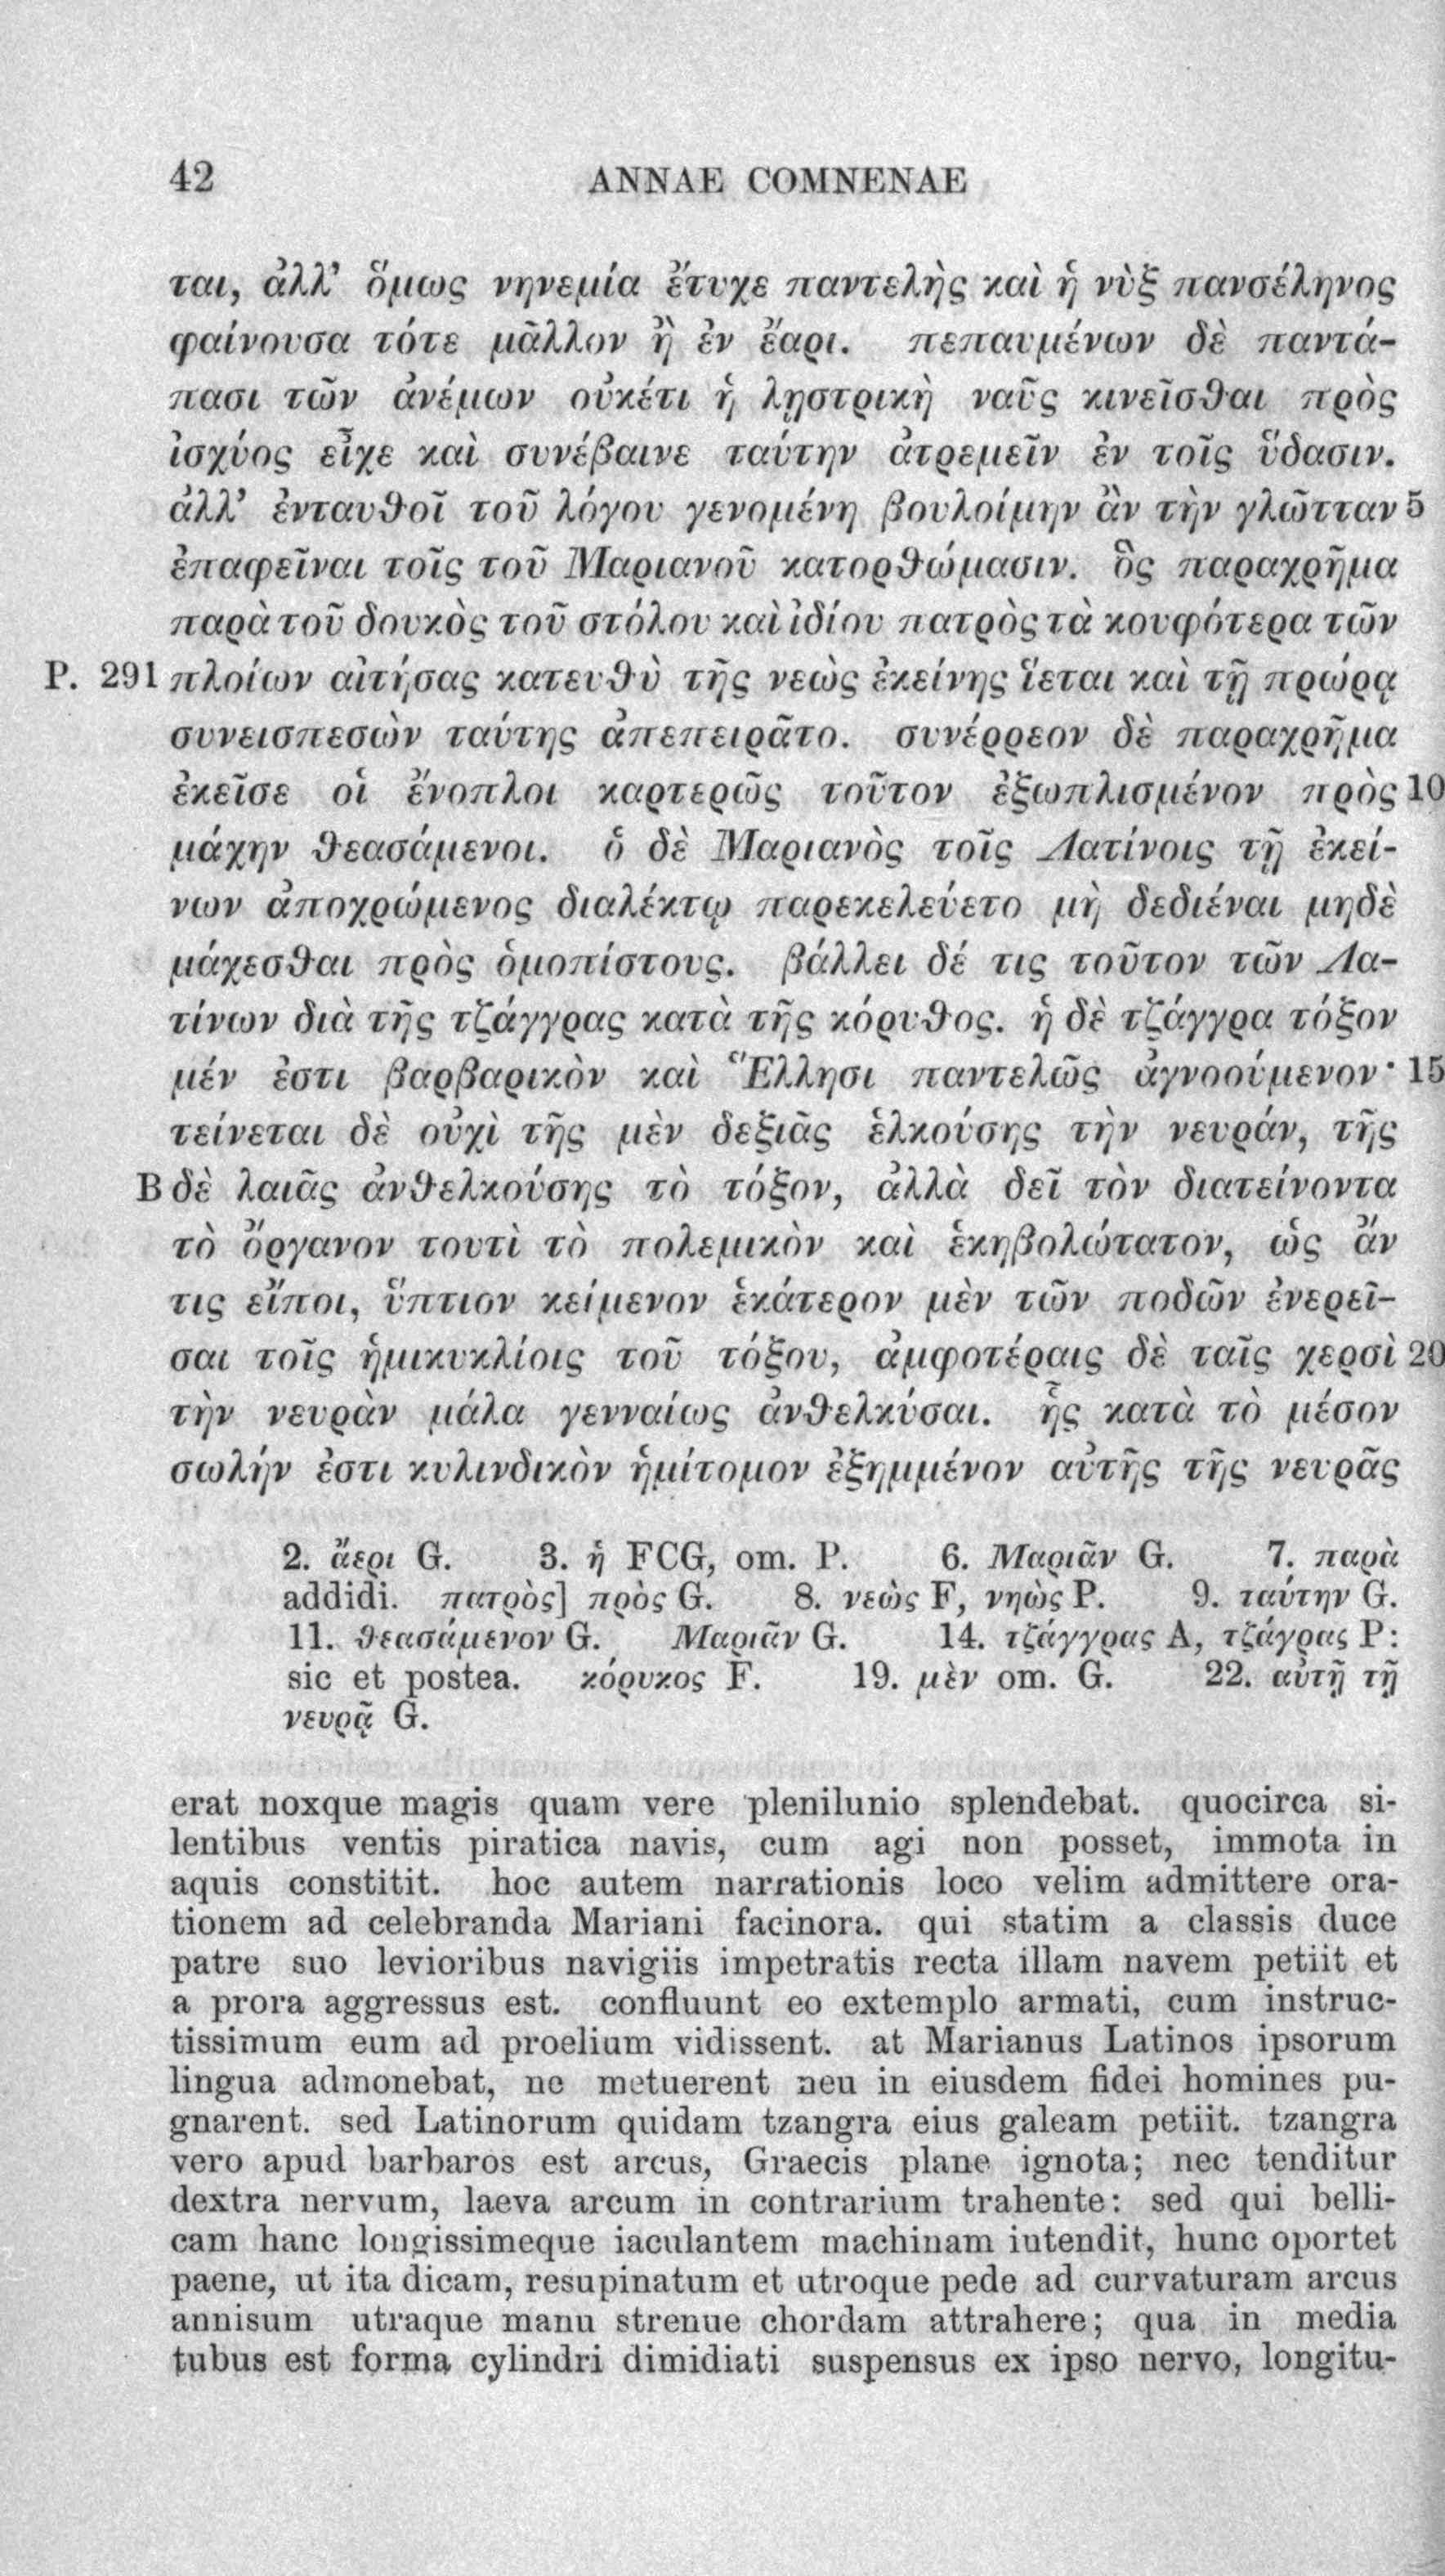 42 ANNAE COMNENAE
ται, ἀλλ' ὅμως νηνεμία ἔτυχε παντελὴς καὶ ἡ νὺξ πανσέληνος
φαίνουσα τότε μᾶλλον ἢ ἐν ἔαρι. πεπαυμένων δὲ παντά-
πασι τῶν ἀνέμων οὐκέτι ἡ λῃστρικὴ ναῦς κινεῖσθαι πρὸς
ἰσχύος εἶχε καὶ συνέβαινε ταύτην ἀτρεμεῖν ἐν τοῖς ὕδασιν.
ἀλλ' ἐνταυθοῖ τοῦ λόγου γενομένη βουλοίμην ἂν τὴν γλῶτταν 5
ἐπαφεῖναι τοῖς τοῦ Μαριανοῦ κατορθώμασιν. ὃς παραχρῆμα
παρὰ τοῦ δουκὸς τοῦ στόλου καὶ ἰδίου πατρὸς τὰ κουφότερα τῶν
P. 291 πλοίων αἰτήσας κατευθὺ τῆς νεὼς ἐκείνης ἵεται καὶ τῇ πρώρᾳ
συνεισπεσὼν ταύτης ἀπεπειρᾶτο. συνέρρεον δὲ παραχρῆμα
ἐκεῖσε οἱ ἔνοπλοι καρτερῶς τοῦτον ἐξωπλισμένον πρὸς 10
μάχην θεασάμενοι. ὁ δὲ Μαριανὸς τοῖς Λατίνοις τῇ ἐκεί-
νων ἀποχρώμενος διαλέκτῳ παρεκελεύετο μὴ δεδιέναι μηδὲ
μάχεσθαι πρὸς ὁμοπίστους. βάλλει δέ τις τοῦτον τῶν Λα-
τίνων διὰ τῆς τζάγγρας κατὰ τῆς κόρυθος. ἡ δὲ τζάγγρα τόξον
μέν ἐστι βαρβαρικὸν καὶ Ἕλλησι παντελῶς ἀγνοούμενον· 15
τείνεται δὲ οὐχὶ τῆς μὲν δεξιᾶς ἑλκούσης τὴν νευράν, τῆς
B δὲ λαιᾶς ἀνθελκούσης τὸ τόξον, ἀλλὰ δεῖ τὸν διατείνοντα
τὸ ὄργανον τουτὶ τὸ πολεμικὸν καὶ ἑκηβολώτατον, ὡς ἄν
τις εἴποι, ὕπτιον κείμενον ἑκάτερον μὲν τῶν ποδῶν ἐνερεῖ-
σαι τοῖς ἡμικυκλίοις τοῦ τόξου, ἀμφοτέραις δὲ ταῖς χερσὶ 20
τὴν νευρὰν μάλα γενναίως ἀνθελκύσαι. ἧς κατὰ τὸ μέσον
σωλήν ἐστι κυλινδικὸν ἡμίτομον ἐξημμένον αὐτῆς τῆς νευρᾶς
2. ἄερι G. 3. ἡ FCG, om. P. 6. Μαριᾶν G. 7. παρὰ
addidi. πατρὸς] πρὸς G. 8. νεὼς F, νηὼς P. 9. ταύτην G.
11. θεασάμενον G. Μαριᾶν G. 14. τζάγγρας A, τζάγρας P:
sic et postea. κόρυκος F. 19. μὲν om. G. 22. αὐτῇ τῇ
νευρᾷ G.
erat noxque magis quam vere plenilunio splendebat. quocirca si-
lentibus ventis piratica navis, cum agi non posset, immota in
aquis constitit. hoc autem narrationis loco velim admittere ora-
tionem ad celebranda Mariani facinora. qui statim a classis duce
patre suo levioribus navigiis impetratis recta illam navem petiit et
a prora aggressus est. confluunt eo extemplo armati, cum instruc-
tissimum eum ad proelium vidissent. at Marianus Latinos ipsorum
lingua admonebat, ne metuerent neu in eiusdem fidei homines pu-
gnarent. sed Latinorum quidam tzangra eius galeam petiit. tzangra
vero apud barbaros est arcus, Graecis plane ignota; nec tenditur
dextra nervum, laeva arcum in contrarium trahente: sed qui belli-
cam hanc longissimeque iaculantem machinam intendit, hunc oportet
paene, ut ita dicam, resupinatum et utroque pede ad curvaturam arcus
annisum utraque manu strenue chordam attrahere; qua in media
tubus est forma cylindri dimidiati suspensus ex ipso nervo, longitu-